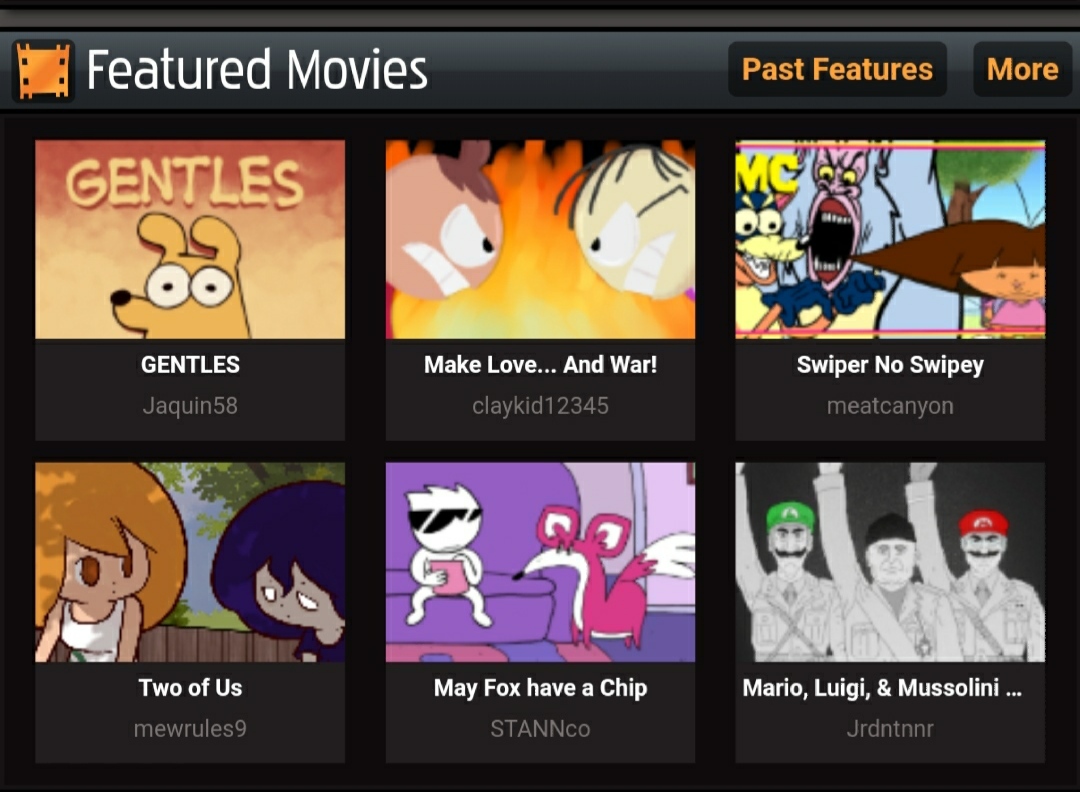 Featured Movies
Past Features
More
GENTLES
MC
GENTLES
Make Love... And War!
Swiper No Swipey
Jaquin58
claykid12345
meatcanyon
Two of Us
May Fox have a Chip
Mario, Luigi, & Mussolini ...
mewrules9
STANNco
Jrdntnnr